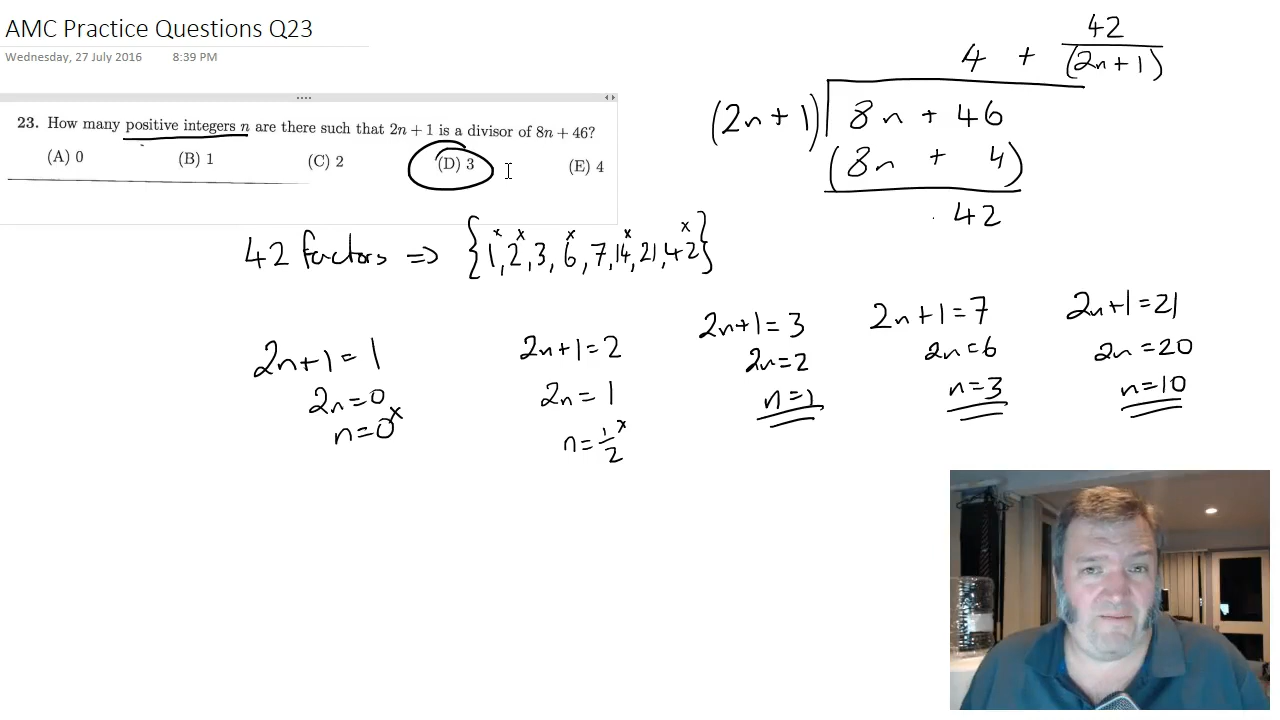 AMC Practice Questions Q23
Wednesday, 27 July 2016 8:39 PM
23. How many positive integers n are there such that 2n + 1 is a divisor of 8n + 46?
(A) 0 (B) 1 (C) 2 (D) 3 (E) 4
4 + 42/(2n+1)
(2n+1) 8n + 46
(8n + 4)
42
42 factors => {1, 2, 3, 6, 7, 14, 21, 42}
x x x x x
2n+1 = 1
2n = 0
n = 0 x
2n+1 = 2
2n = 1
n = 1/2 x
2n+1 = 3
2n = 2
n = 1
2n+1 = 7
2n = 6
n = 3
2n+1 = 21
2n = 20
n = 10